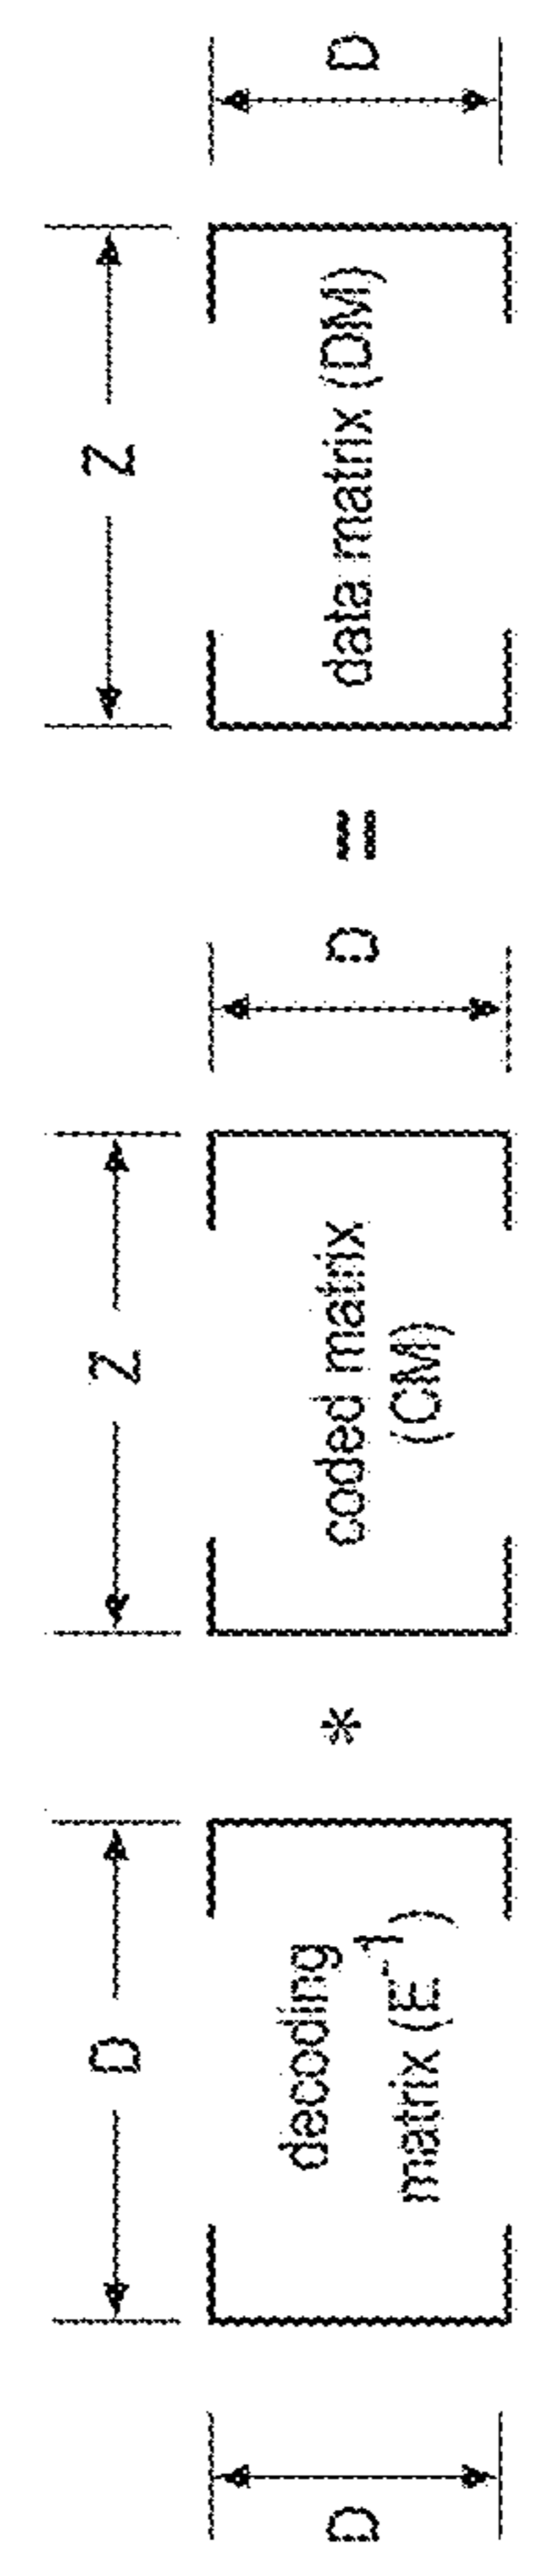 D
D
decoding
matrix (E⁻¹)
*
Z
coded matrix
(CM)
D
=
Z
data matrix (DM)
D